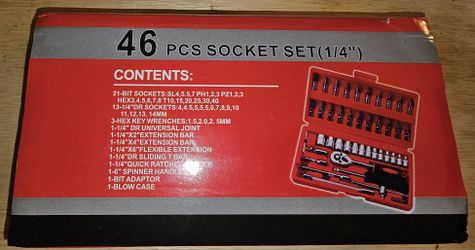 46 PCS SOCKET SET(1/4")
CONTENTS:
21-BIT SOCKETS:SL4,5.5,7 PH1,2,3 PZ1,2,3
HEX3,4,5,6,7,8 T10,15,20,25,30,40
13-1/4"DR SOCKETS:4,4.5,5,5.5,6,7,8,9,10
11,12,13, 14MM
3-HEX KEY WRENCHES:1.5,2.0,2. 5MM
1-1/4"DR UNIVERSAL JOINT
1-1/4"X2"EXTENSION BAR
1-1/4"X4"EXTENSION BAR
1-1/4"X6"FLEXIBLE EXTENSION
1-1/4"DR SLIDING T BAR
1-1/4"QUICK RATCHET
1-6" SPINNER HANDLE
1-BIT ADAPTOR
1-BLOW CASE